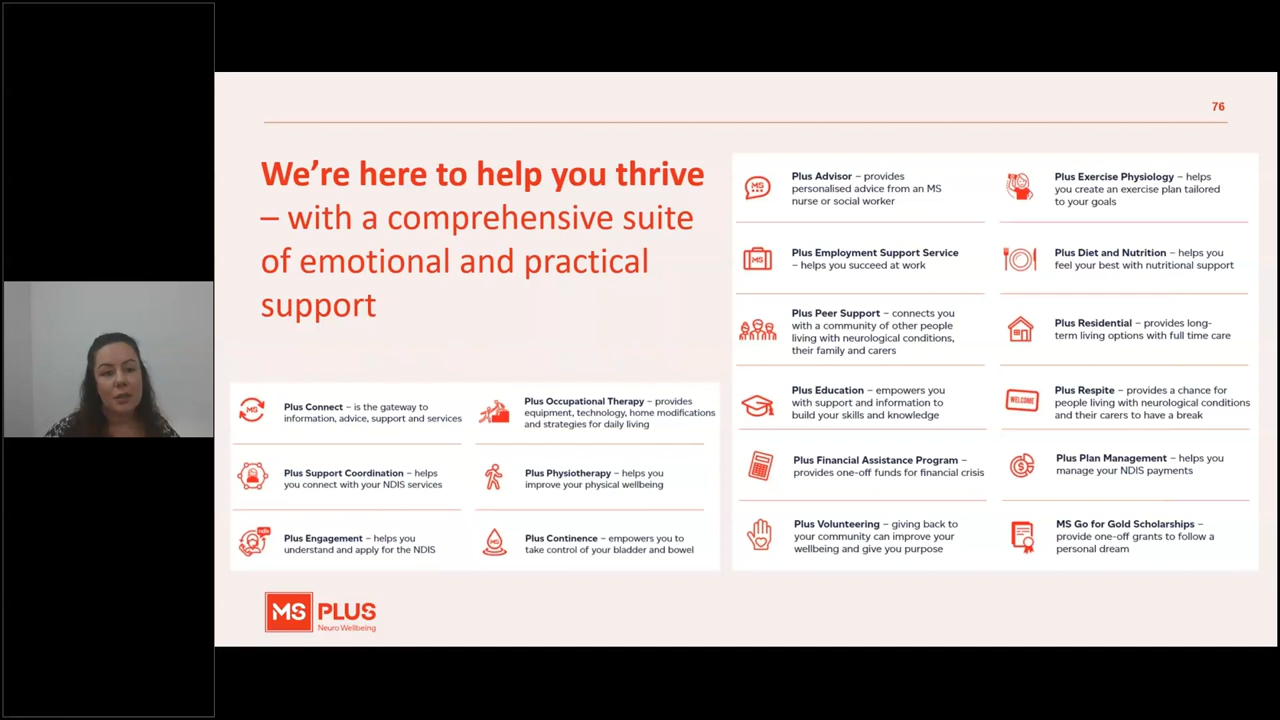 76
We're here to help you thrive
– with a comprehensive suite
of emotional and practical
support
MS
Plus Connect – is the gateway to
information, advice, support and services
Plus Occupational Therapy – provides
equipment, technology, home modifications
and strategies for daily living
Plus Support Coordination – helps
you connect with your NDIS services
Plus Physiotherapy – helps you
improve your physical wellbeing
ndis
Plus Engagement – helps you
understand and apply for the NDIS
MS
Plus Continence – empowers you to
take control of your bladder and bowel
MS
Plus Advisor – provides
personalised advice from an MS
nurse or social worker
Plus Exercise Physiology – helps
you create an exercise plan tailored
to your goals
MS
Plus Employment Support Service
– helps you succeed at work
Plus Diet and Nutrition – helps you
feel your best with nutritional support
Plus Peer Support – connects you
with a community of other people
living with neurological conditions,
their family and carers
Plus Residential – provides long-
term living options with full time care
Plus Education – empowers you
with support and information to
build your skills and knowledge
WELCOME
Plus Respite – provides a chance for
people living with neurological conditions
and their carers to have a break
Plus Financial Assistance Program –
provides one-off funds for financial crisis
Plus Plan Management – helps you
manage your NDIS payments
Plus Volunteering – giving back to
your community can improve your
wellbeing and give you purpose
MS Go for Gold Scholarships –
provide one-off grants to follow a
personal dream
MS PLUS
Neuro Wellbeing